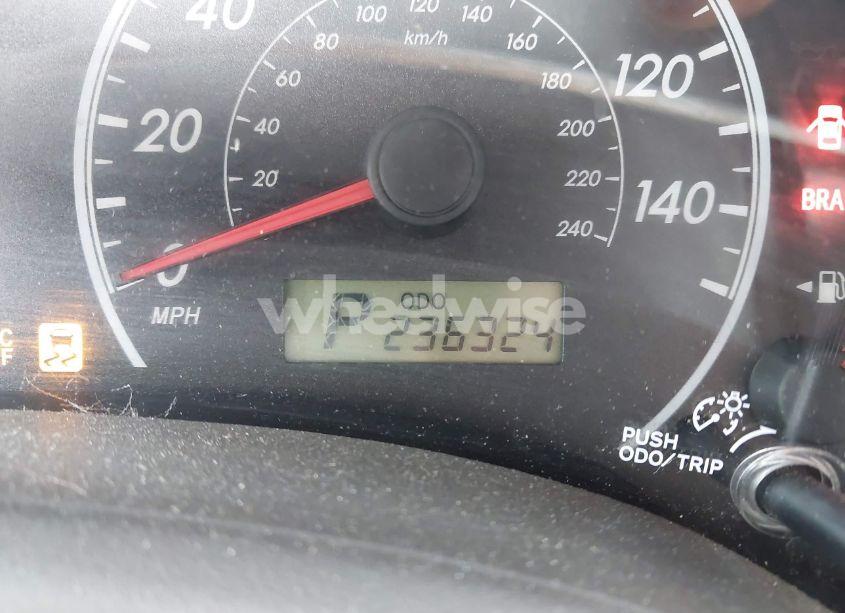 120
100 140
40 80 km/h 160
60 180 120
20 40 200
20 220 140 BRA
0 240
MPH
ODO
P 236324
wheelwise
C
F
PUSH
ODO/TRIP